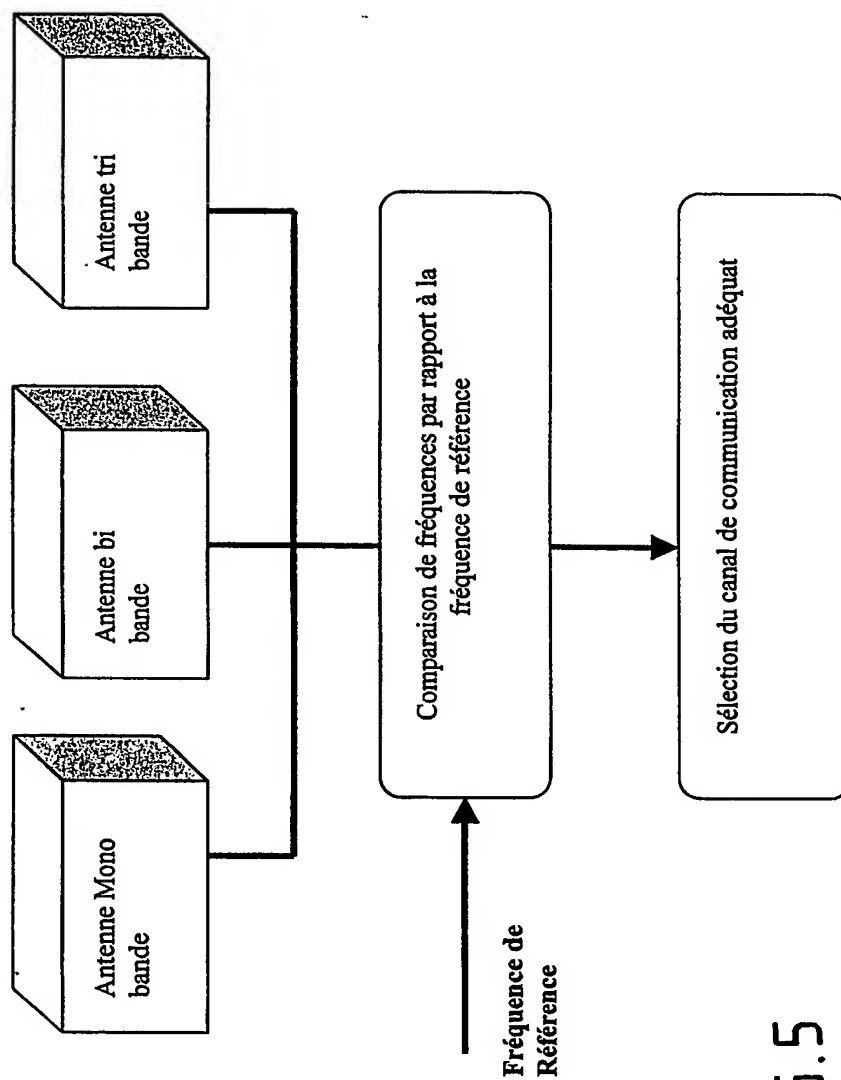 Antenne Mono
bande
Antenne bi
bande
Antenne tri
bande
Fréquence de
Référence
Comparaison de fréquences par rapport à la
fréquence de référence
Sélection du canal de communication adéquat
.5